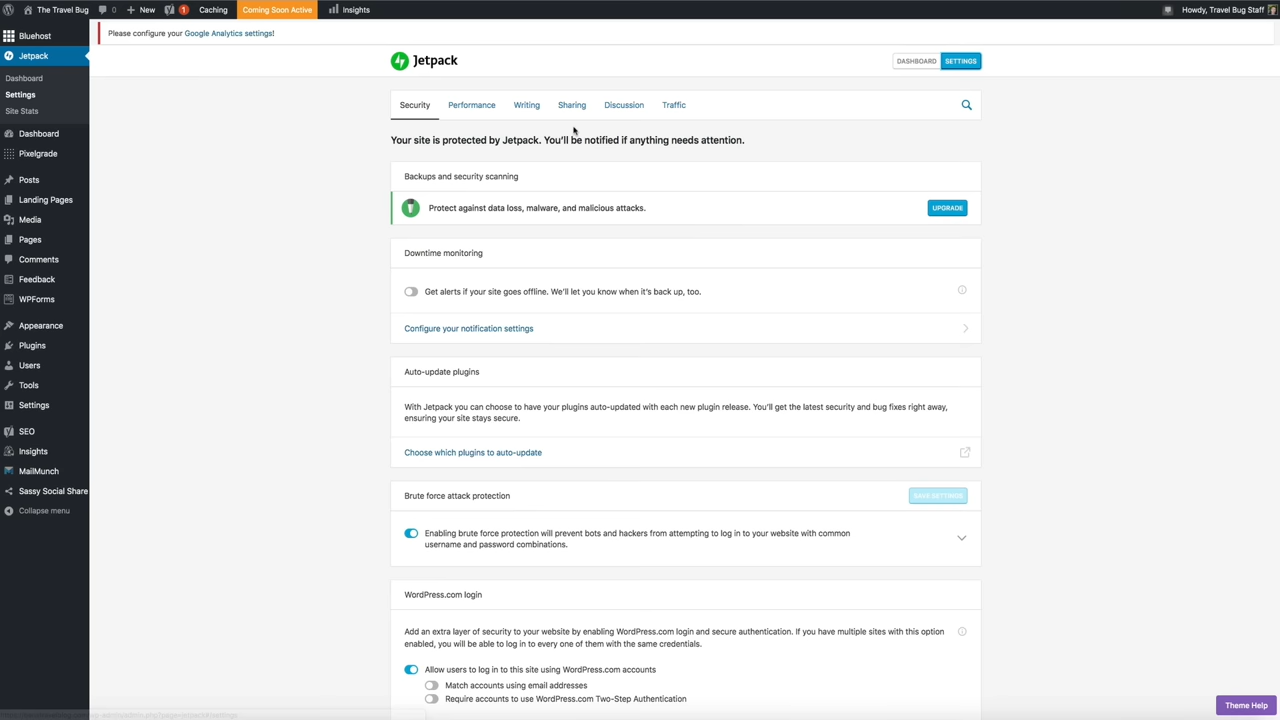 The Travel Bug
0
New
1
Caching
Coming Soon Active
Insights
Howdy, Travel Bug Staff
Bluehost
Jetpack
Dashboard
Settings
Site Stats
Dashboard
Pixelgrade
Posts
Landing Pages
Media
Pages
Comments
Feedback
WPForms
Appearance
Plugins
Users
Tools
Settings
SEO
Insights
MailMunch
Sassy Social Share
Collapse menu
Please configure your Google Analytics settings!
Jetpack
DASHBOARD
SETTINGS
Security
Performance
Writing
Sharing
Discussion
Traffic
Your site is protected by Jetpack. You'll be notified if anything needs attention.
Backups and security scanning
Protect against data loss, malware, and malicious attacks.
UPGRADE
Downtime monitoring
Get alerts if your site goes offline. We'll let you know when it's back up, too.
Configure your notification settings
Auto-update plugins
With Jetpack you can choose to have your plugins auto-updated with each new plugin release. You'll get the latest security and bug fixes right away,
ensuring your site stays secure.
Choose which plugins to auto-update
Brute force attack protection
SAVE SETTINGS
Enabling brute force protection will prevent bots and hackers from attempting to log in to your website with common
username and password combinations.
WordPress.com login
Add an extra layer of security to your website by enabling WordPress.com login and secure authentication. If you have multiple sites with this option
enabled, you will be able to log in to every one of them with the same credentials.
Allow users to log in to this site using WordPress.com accounts
Match accounts using email addresses
Require accounts to use WordPress.com Two-Step Authentication
Theme Help